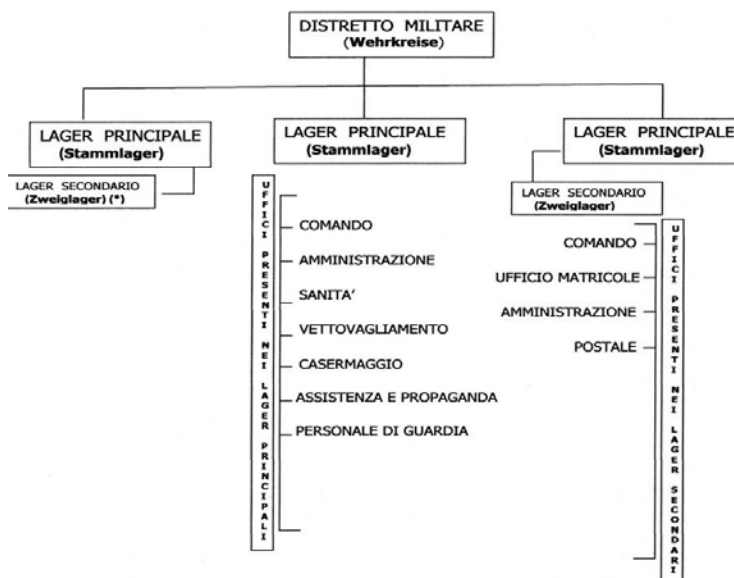 DISTRETTO MILITARE
(Wehrkreise)
LAGER PRINCIPALE
(Stammlager)
LAGER SECONDARIO
(Zweiglager) (*)
LAGER PRINCIPALE
(Stammlager)
UFFICI PRESENTI NEI LAGER PRINCIPALI
COMANDO
AMMINISTRAZIONE
SANITA'
VETTOVAGLIAMENTO
CASERMAGGIO
ASSISTENZA E PROPAGANDA
PERSONALE DI GUARDIA
LAGER PRINCIPALE
(Stammlager)
LAGER SECONDARIO
(Zweiglager)
COMANDO
UFFICIO MATRICOLE
AMMINISTRAZIONE
POSTALE
UFFICI PRESENTI NEI LAGER SECONDARI